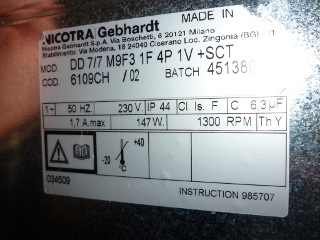 MADE IN
NICOTRA Gebhardt
Nicotra Gebhardt S.p.A. Via Boschetti, 6 20121 Milano
Stabilimento: Via Modena, 18 24040 Ciserano Loc. Zingonia (BG)
MOD. DD 7/7 M9F3 1F 4P 1V +SCT
COD. 6109CH / 02 BATCH 45138
1~ 50 HZ. 230 V. IP 44 Cl. Is. F C 6,3 µF
1,7 A.max 147 W. 1300 RPM Th Y
-20 +40
°C
034509
INSTRUCTION 985707